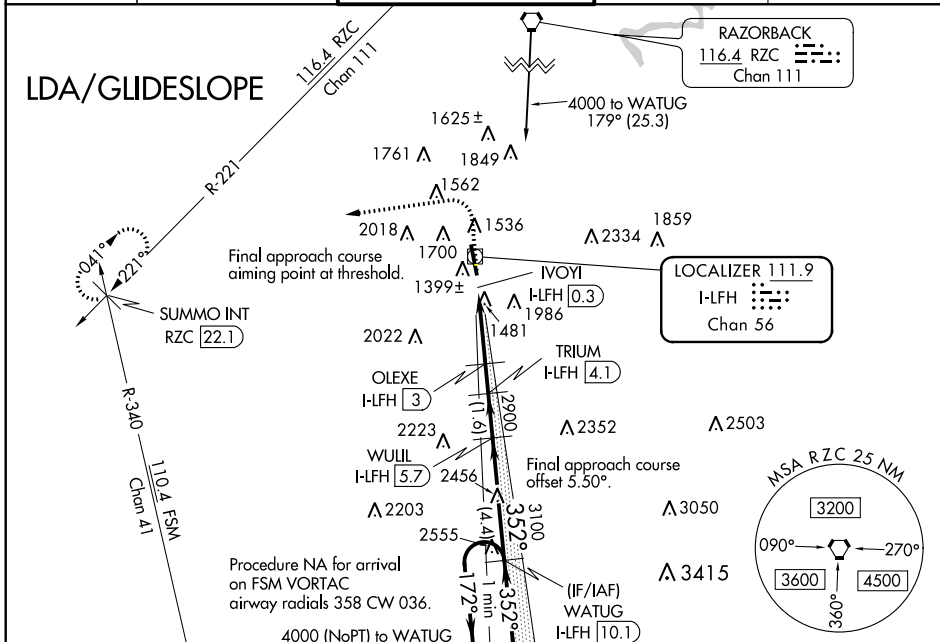 LDA/GLIDESLOPE
116.4 RZC
Chan 111
RAZORBACK
116.4 RZC
Chan 111
4000 to WATUG
179° (25.3)
1625 ±
1761
1849
R-221
1562
2018
1536
1700
2334
1859
Final approach course
aiming point at threshold.
041°
221°
1399±
IVOYI
I-LFH 0.3
LOCALIZER 111.9
I-LFH
Chan 56
SUMMO INT
RZC 22.1
1986
1481
2022
TRIUM
I-LFH 4.1
OLEXE
I-LFH 3
R-340
2900
(1.6)
2223
2352
2503
WULIL
I-LFH 5.7
2456
Final approach course
offset 5.50°.
110.4 FSM
Chan 41
MSA RZC 25 NM
3200
090°
270°
3600
4500
360°
2203
3050
3100
352°
(4.4)
2555
3415
Procedure NA for arrival
on FSM VORTAC
airway radials 358 CW 036.
172°
1 min
352°
(IF/IAF)
WATUG
I-LFH 10.1
4000 (NoPT) to WATUG